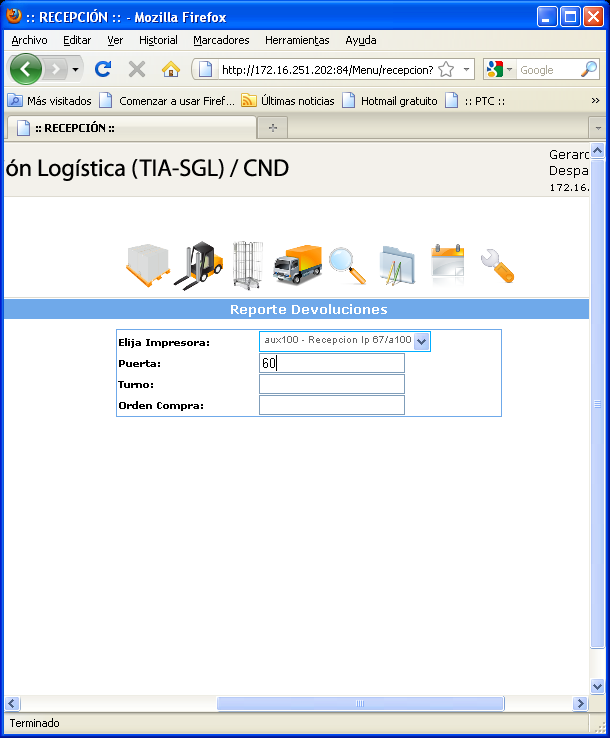 :: RECEPCIÓN :: - Mozilla Firefox
Archivo Editar Ver Historial Marcadores Herramientas Ayuda
http://172.16.251.202:84/Menu/recepcion? Google
Más visitados Comenzar a usar Firef... Últimas noticias Hotmail gratuito :: PTC :: »
:: RECEPCIÓN ::
ón Logística (TIA-SGL) / CND
Gerard
Despa
172.16.
Reporte Devoluciones
Elija Impresora: aux100 - Recepcion Ip 67/a100
Puerta: 60
Turno:
Orden Compra:
Terminado